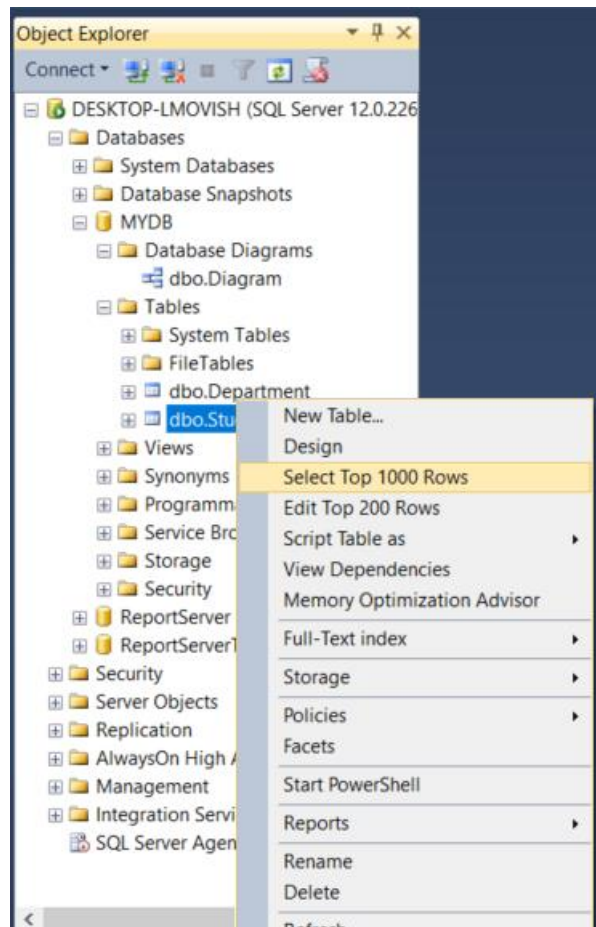 Object Explorer
Connect
DESKTOP-LMOVISH (SQL Server 12.0.226
Databases
System Databases
Database Snapshots
MYDB
Database Diagrams
dbo.Diagram
Tables
System Tables
FileTables
dbo.Department
dbo.Stu
Views
Synonyms
Programm
Service Bro
Storage
Security
ReportServer
ReportServerT
Security
Server Objects
Replication
AlwaysOn High A
Management
Integration Servi
SQL Server Agen
New Table...
Design
Select Top 1000 Rows
Edit Top 200 Rows
Script Table as
View Dependencies
Memory Optimization Advisor
Full-Text index
Storage
Policies
Facets
Start PowerShell
Reports
Rename
Delete
Refresh